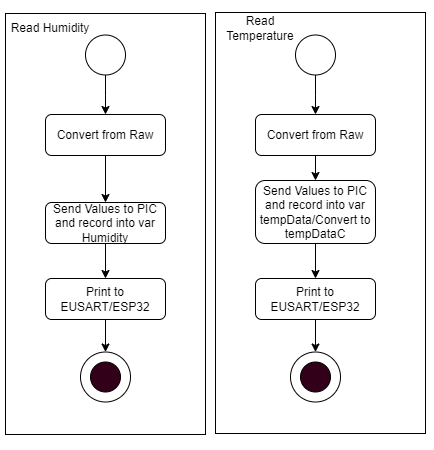 Read Humidity
Convert from Raw
Send Values to PIC
and record into var
Humidity
Print to
EUSART/ESP32
Read
Temperature
Convert from Raw
Send Values to PIC
and record into var
tempData/Convert to
tempDataC
Print to
EUSART/ESP32